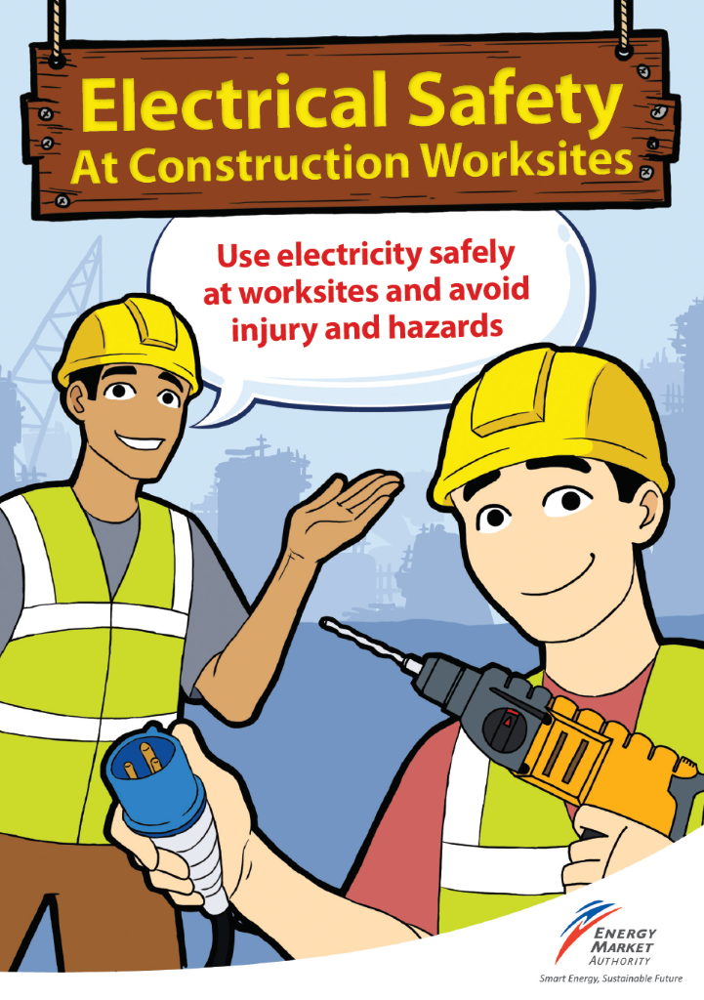 Electrical Safety
At Construction Worksites
Use electricity safely
at worksites and avoid
injury and hazards
ENERGY
MARKET
AUTHORITY
Smart Energy, Sustainable Future